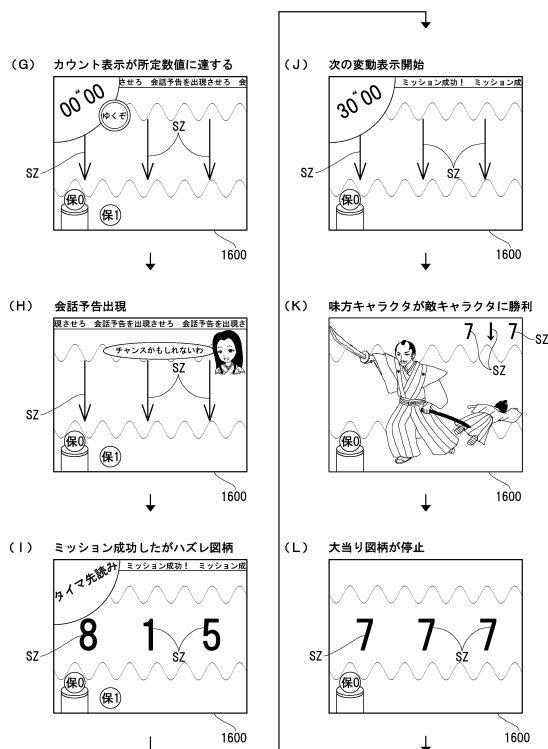 (G) カウント表示が所定数値に達する
00"00
させろ 会話予告を出現させろ 会
ゆくぞ
SZ
SZ
保0
保1
1600
(H) 会話予告出現
現させろ 会話予告を出現させろ 会話予告を出現さ
チャンスかもしれないわ
SZ
SZ
保0
保1
1600
(I) ミッション成功したがハズレ図柄
タイマ先読み
ミッション成功! ミッション成
8 1 5
SZ
SZ
保0
保1
1600
(J) 次の変動表示開始
30"00
ミッション成功! ミッション成
SZ
SZ
保0
1600
(K) 味方キャラクタが敵キャラクタに勝利
7 7
SZ
SZ
保0
1600
(L) 大当り図柄が停止
7 7 7
SZ
SZ
保0
1600